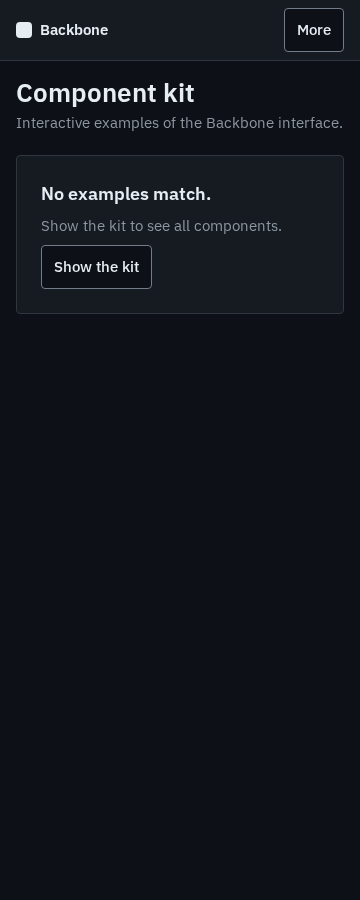 Backbone
More
Component kit
Interactive examples of the Backbone interface.
No examples match.
Show the kit to see all components.
Show the kit